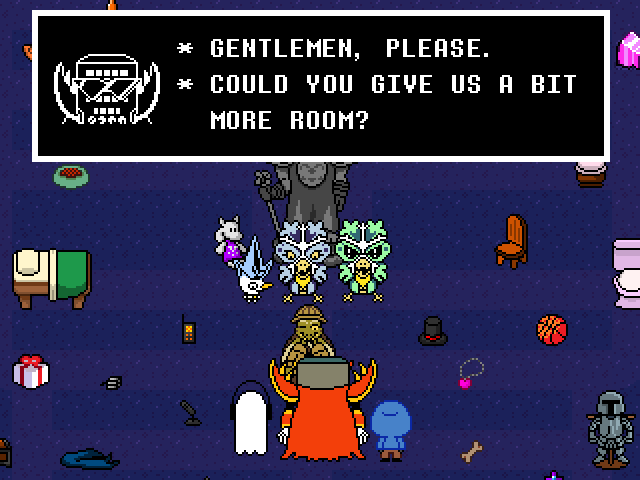 * GENTLEMEN, PLEASE.
* COULD YOU GIVE US A BIT
MORE ROOM?